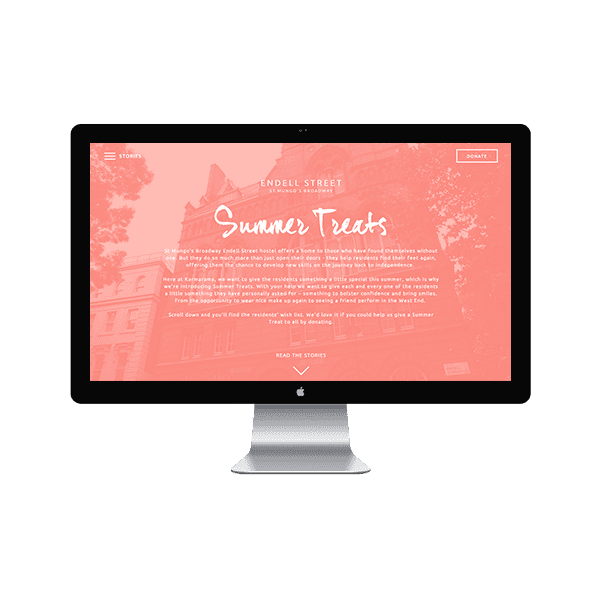 STORIES
DONATE
ENDELL STREET
ST MUNGO'S BROADWAY
Summer Treats
St Mungo's Broadway Endell Street hostel offers a home to those who have found themselves without
one. But they do so much more than just open their doors – they help residents find their feet again,
offering them the chance to develop new skills on the journey back to independence.
Here at Kalmarama, we want to give the residents something a little special this summer, which is why
we're introducing Summer Treats. With your help we want to give each and every one of the residents
a little something they have personally asked for – something to bolster confidence and bring smiles.
From the opportunity to wear nice make up again to seeing a friend perform in the West End.
Scroll down and you'll find the residents' wish list. We'd love it if you could help us give a Summer
Treat to all by donating.
READ THE STORIES